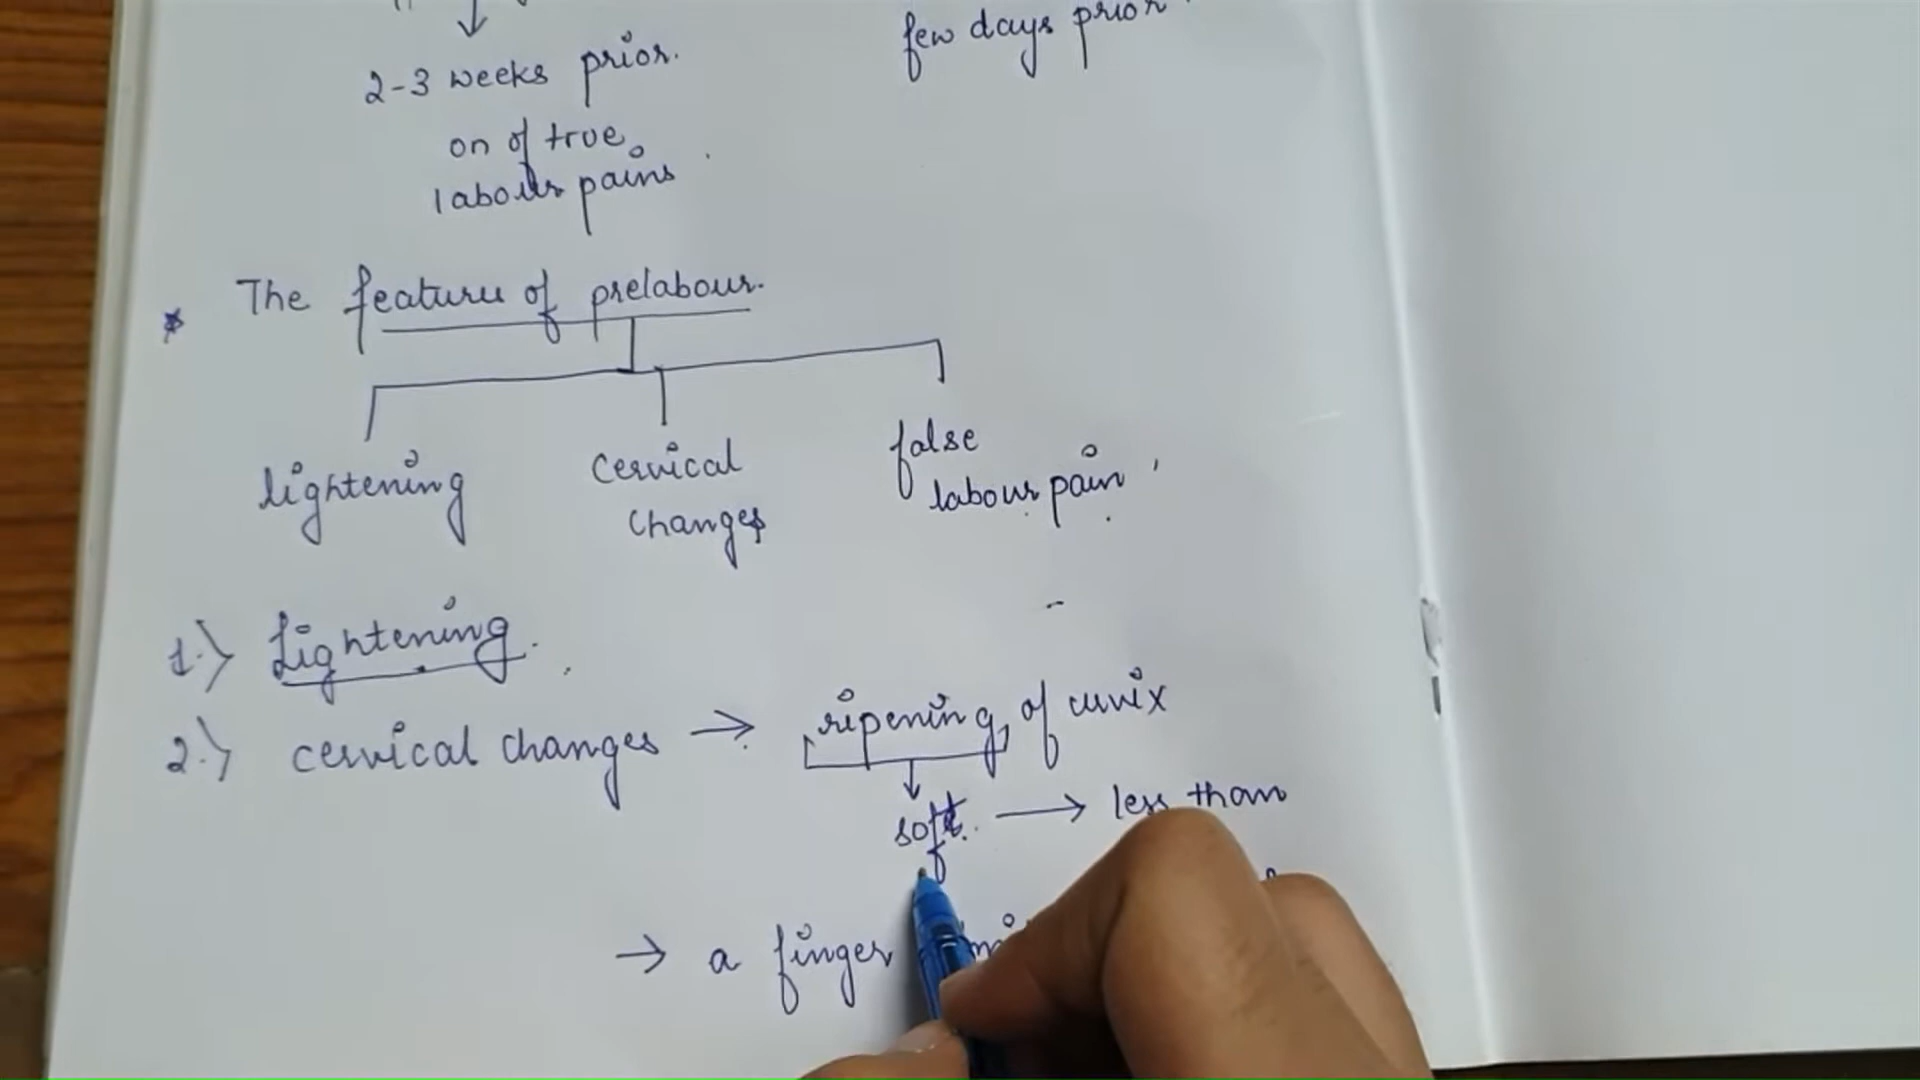 2-3 weeks prior.
few days prior
on of true
labour pains
* The feature of prelabour.
lightening
cervical
changes
false
labour pain
1.) Lightening.
2.) cervical changes → ripening of cervix
soft. → less than
→ a finger